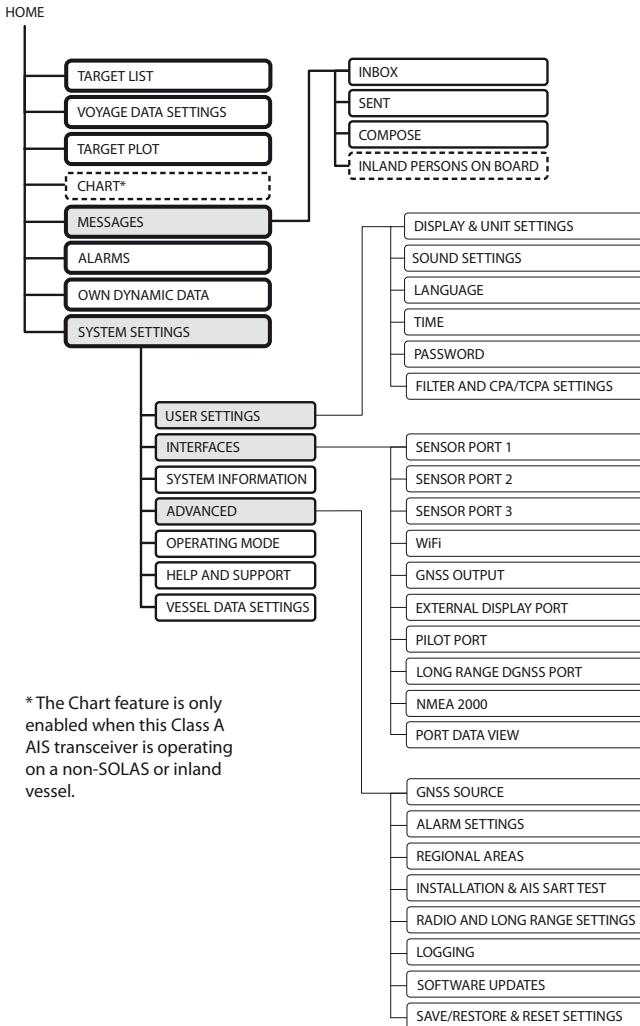 HOME
TARGET LIST
VOYAGE DATA SETTINGS
TARGET PLOT
CHART*
MESSAGES
ALARMS
OWN DYNAMIC DATA
SYSTEM SETTINGS
INBOX
SENT
COMPOSE
INLAND PERSONS ON BOARD
USER SETTINGS
INTERFACES
SYSTEM INFORMATION
ADVANCED
OPERATING MODE
HELP AND SUPPORT
VESSEL DATA SETTINGS
DISPLAY & UNIT SETTINGS
SOUND SETTINGS
LANGUAGE
TIME
PASSWORD
FILTER AND CPA/TCPA SETTINGS
SENSOR PORT 1
SENSOR PORT 2
SENSOR PORT 3
WiFi
GNSS OUTPUT
EXTERNAL DISPLAY PORT
PILOT PORT
LONG RANGE DGNSS PORT
NMEA 2000
PORT DATA VIEW
GNSS SOURCE
ALARM SETTINGS
REGIONAL AREAS
INSTALLATION & AIS SART TEST
RADIO AND LONG RANGE SETTINGS
LOGGING
SOFTWARE UPDATES
SAVE/RESTORE & RESET SETTINGS
* The Chart feature is only
enabled when this Class A
AIS transceiver is operating
on a non-SOLAS or inland
vessel.